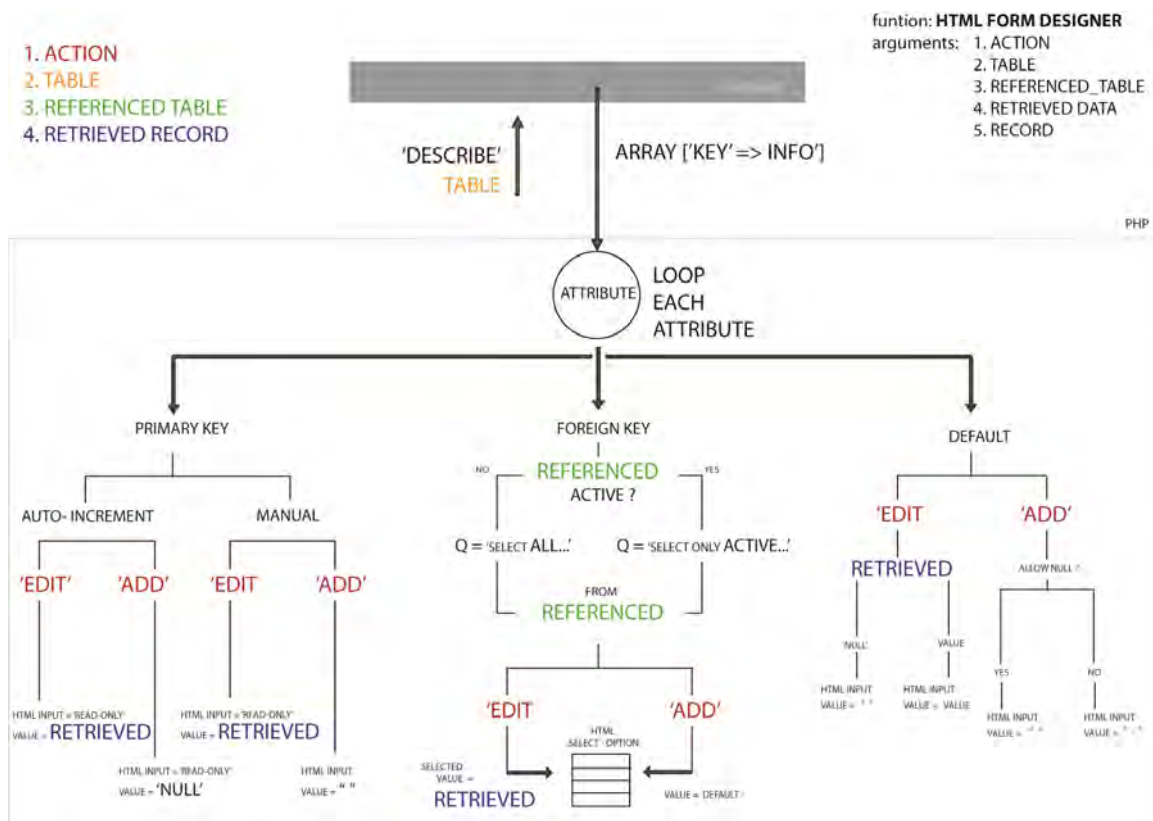 1. ACTION
2. TABLE
3. REFERENCED TABLE
4. RETRIEVED RECORD
funtion: HTML FORM DESIGNER
arguments: 1. ACTION
2. TABLE
3. REFERENCED_TABLE
4. RETRIEVED DATA
5. RECORD
'DESCRIBE'
TABLE
ARRAY ['KEY' => INFO']
PHP
ATTRIBUTE
LOOP
EACH
ATTRIBUTE
PRIMARY KEY
FOREIGN KEY
DEFAULT
AUTO- INCREMENT
MANUAL
NO
REFERENCED
YES
ACTIVE ?
'EDIT'
'ADD'
'EDIT
'ADD'
Q = 'SELECT ALL...'
Q = 'SELECT ONLY ACTIVE...'
FROM
REFERENCED
'EDIT
'ADD'
RETRIEVED
ALLOW NULL ?
'NULL'
VALUE
YES
NO
HTML INPUT
VALUE = " "
HTML INPUT
VALUE = VALUE
HTML INPUT
VALUE = " "
HTML INPUT
VALUE = " - "
HTML INPUT = 'READ-ONLY'
VALUE = RETRIEVED
HTML INPUT = 'READ-ONLY'
VALUE = RETRIEVED
HTML INPUT = 'READ-ONLY'
VALUE = 'NULL'
HTML INPUT
VALUE = " "
'EDIT
'ADD'
HTML
SELECT - OPTION
SELECTED
VALUE =
RETRIEVED
VALUE = DEFAULT